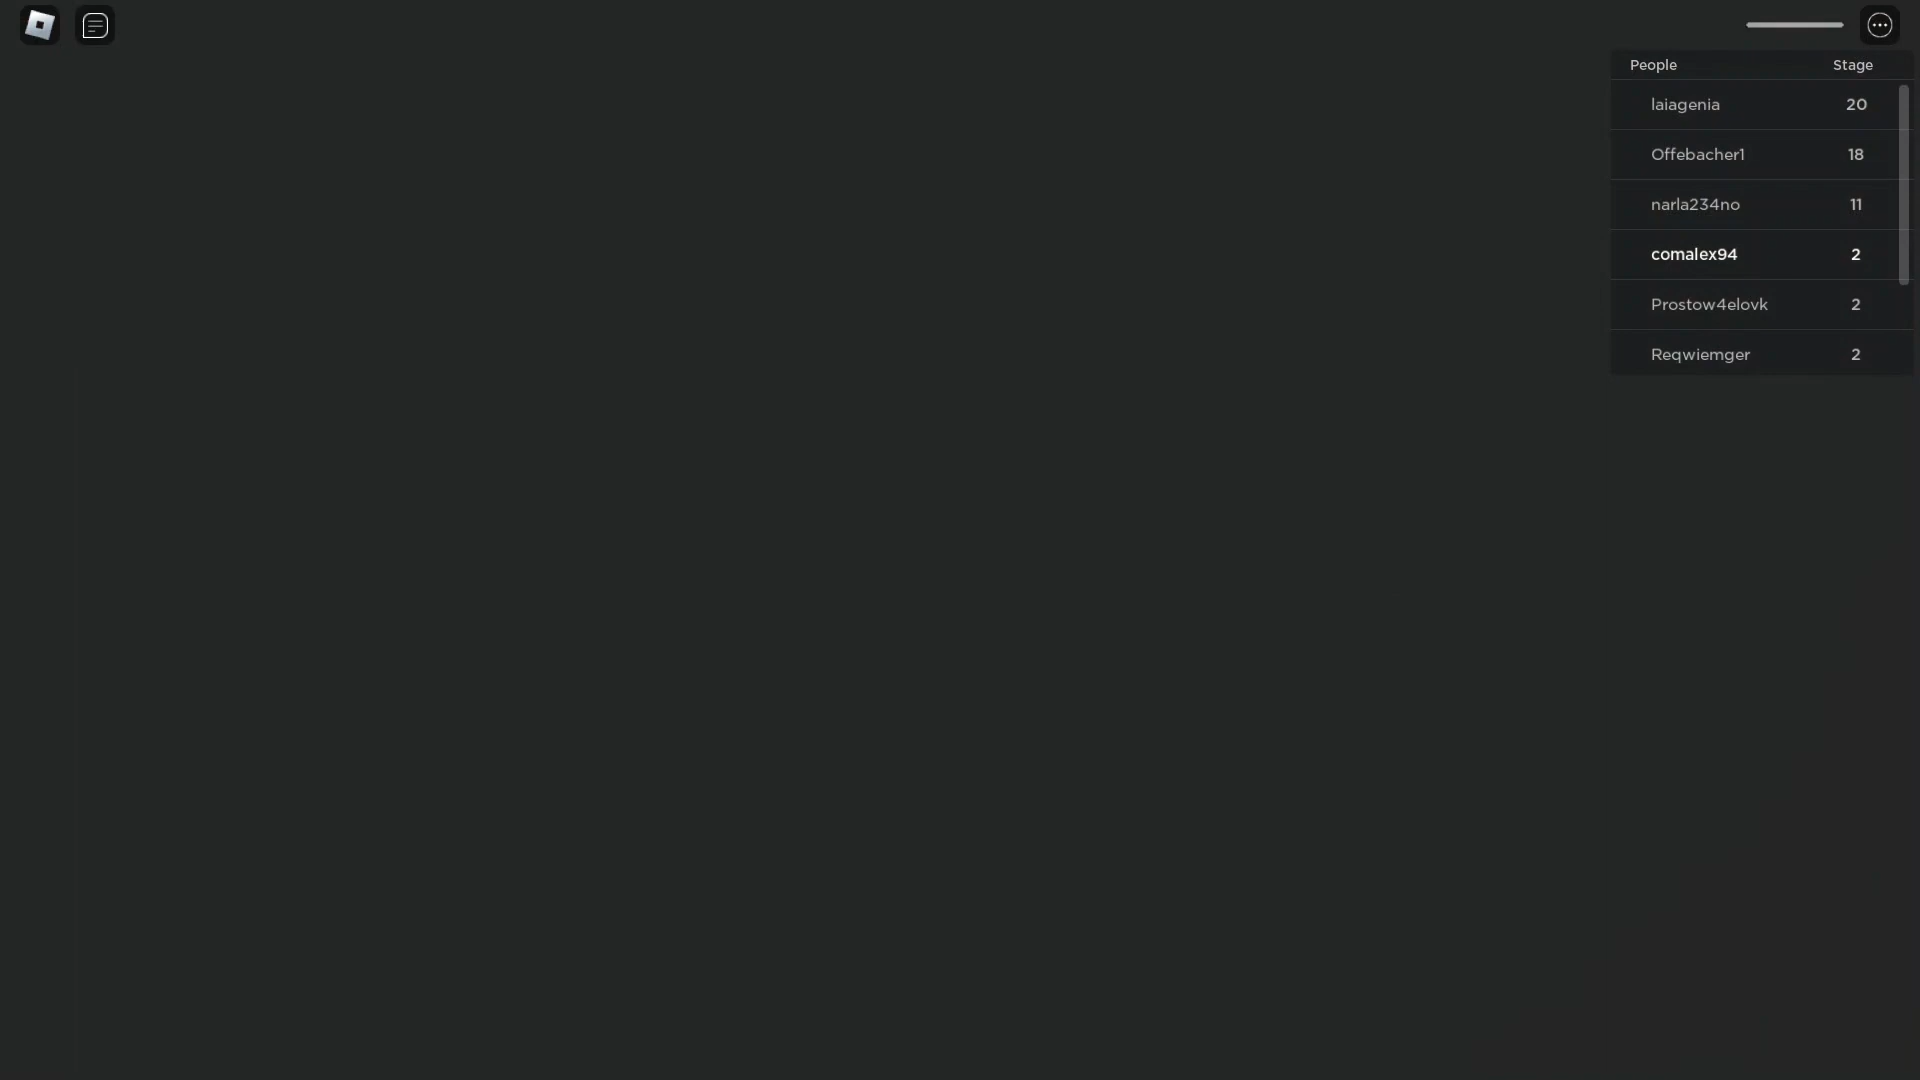 People Stage
laiagenia 20
Offebacher1 18
narla234no 11
comalex94 2
Prostow4elovk 2
Reqwiemger 2